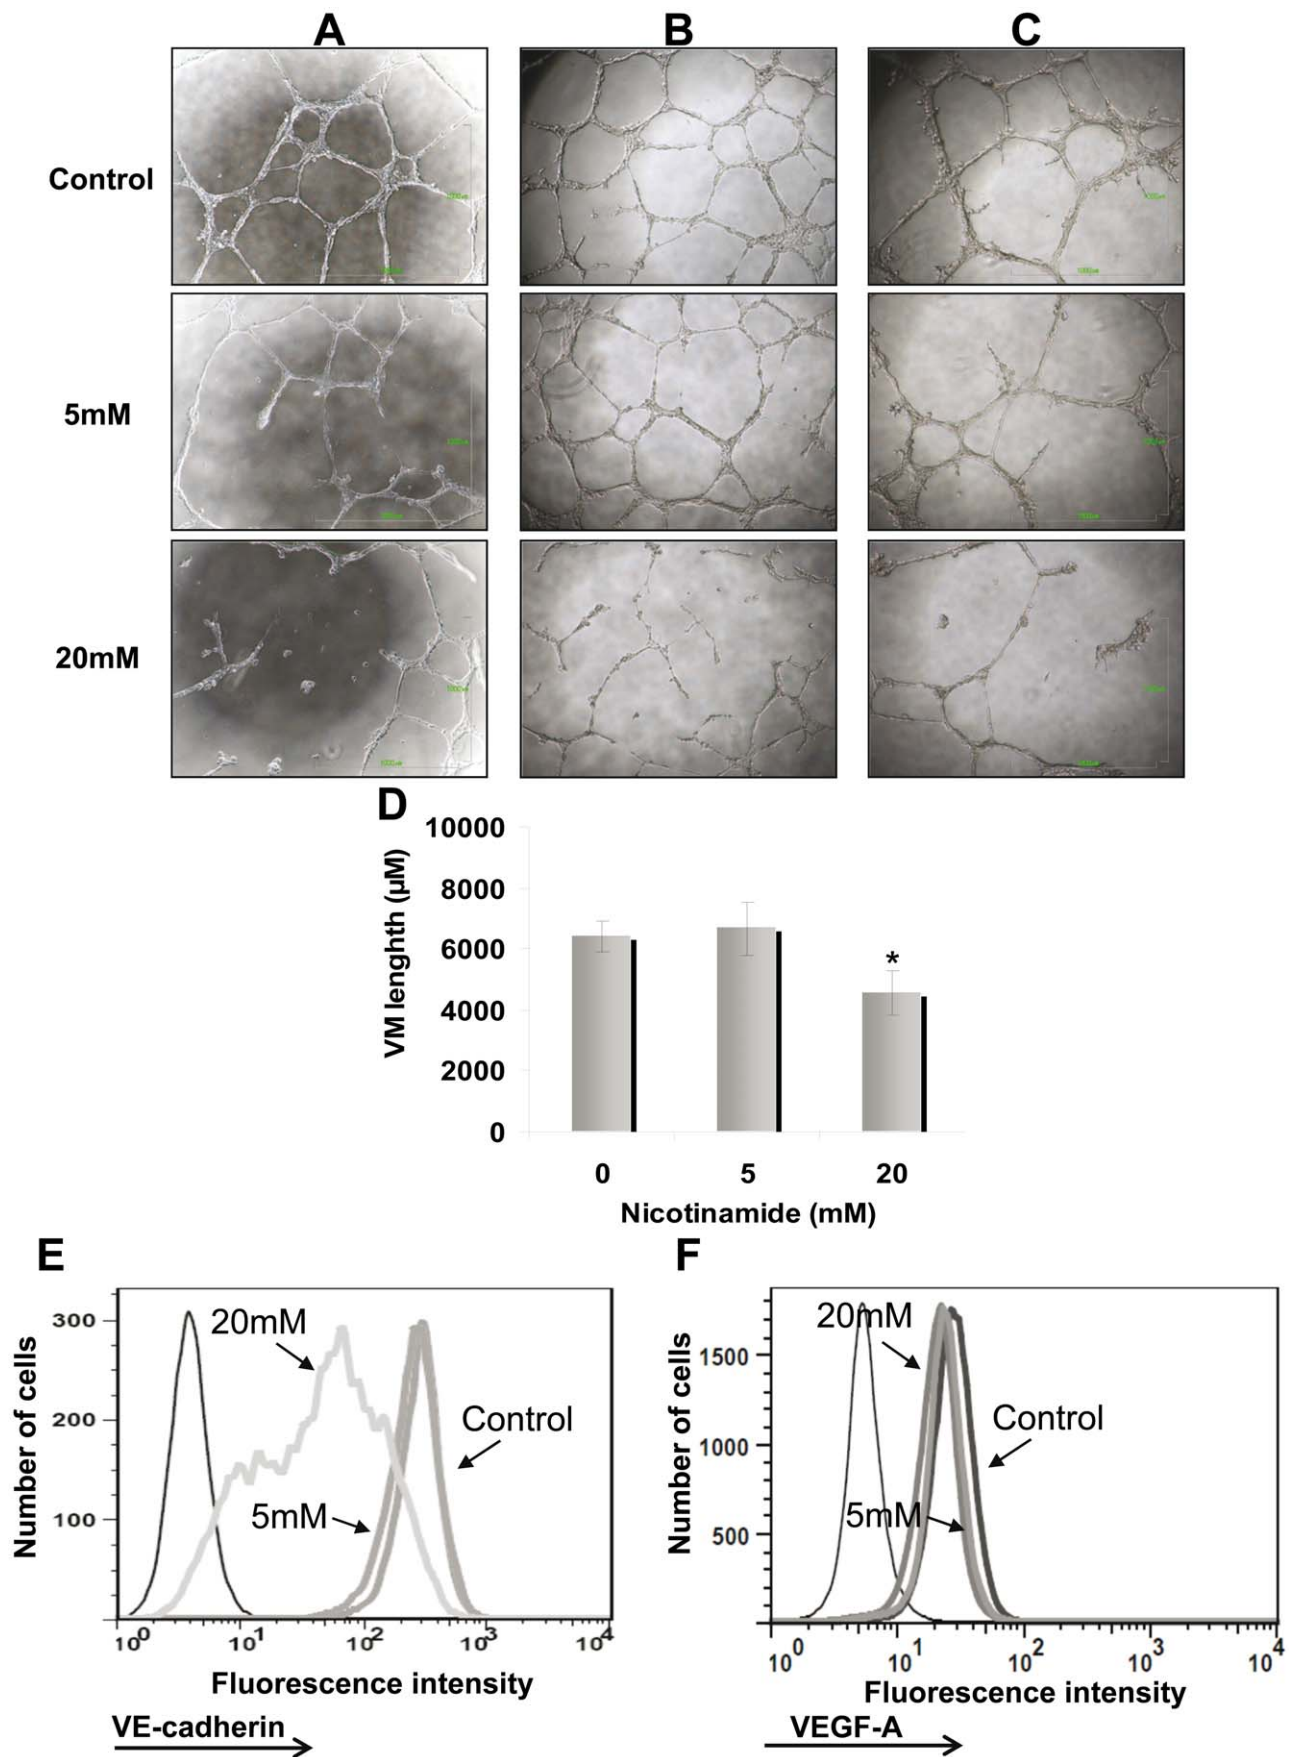 A B C
Control
5mM
20mM
D
10000
8000
6000
4000
2000
0
VM lenghth (µM)
*
0 5 20
Nicotinamide (mM)
E
300
200
100
Number of cells
20mM
Control
5mM
10⁰ 10¹ 10² 10³ 10⁴
Fluorescence intensity
VE-cadherin
F
1500
1000
500
Number of cells
20mM
Control
5mM
10⁰ 10¹ 10² 10³ 10⁴
Fluorescence intensity
VEGF-A